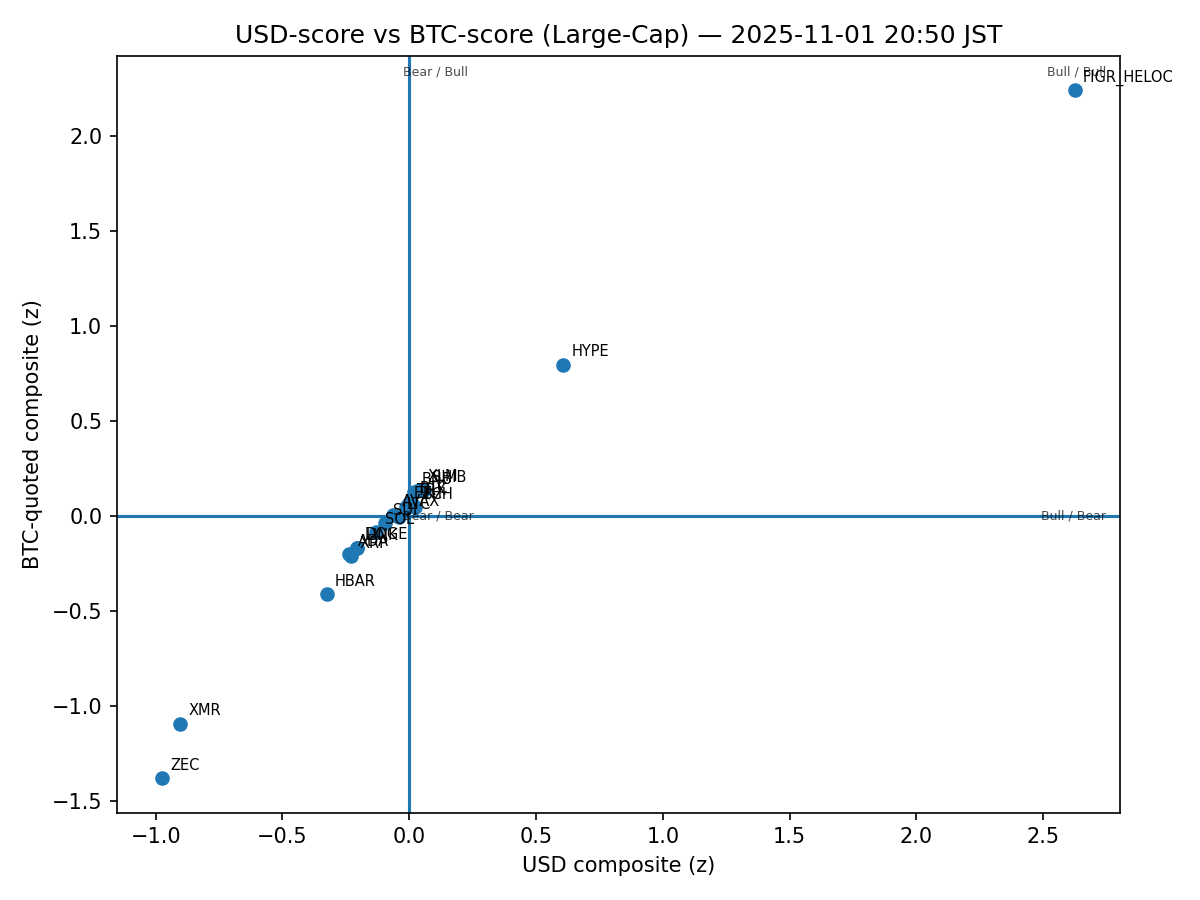 USD-score vs BTC-score (Large-Cap) — 2025-11-01 20:50 JST
Bear / Bull
Bull / Bull
FIGR_HELOC
HYPE
AVAX
SOL
DOGE
HBAR
XMR
ZEC
Bear / Bear
Bull / Bear
BTC-quoted composite (z)
2.0
1.5
1.0
0.5
0.0
−0.5
−1.0
−1.5
−1.0
−0.5
0.0
0.5
1.0
1.5
2.0
2.5
USD composite (z)